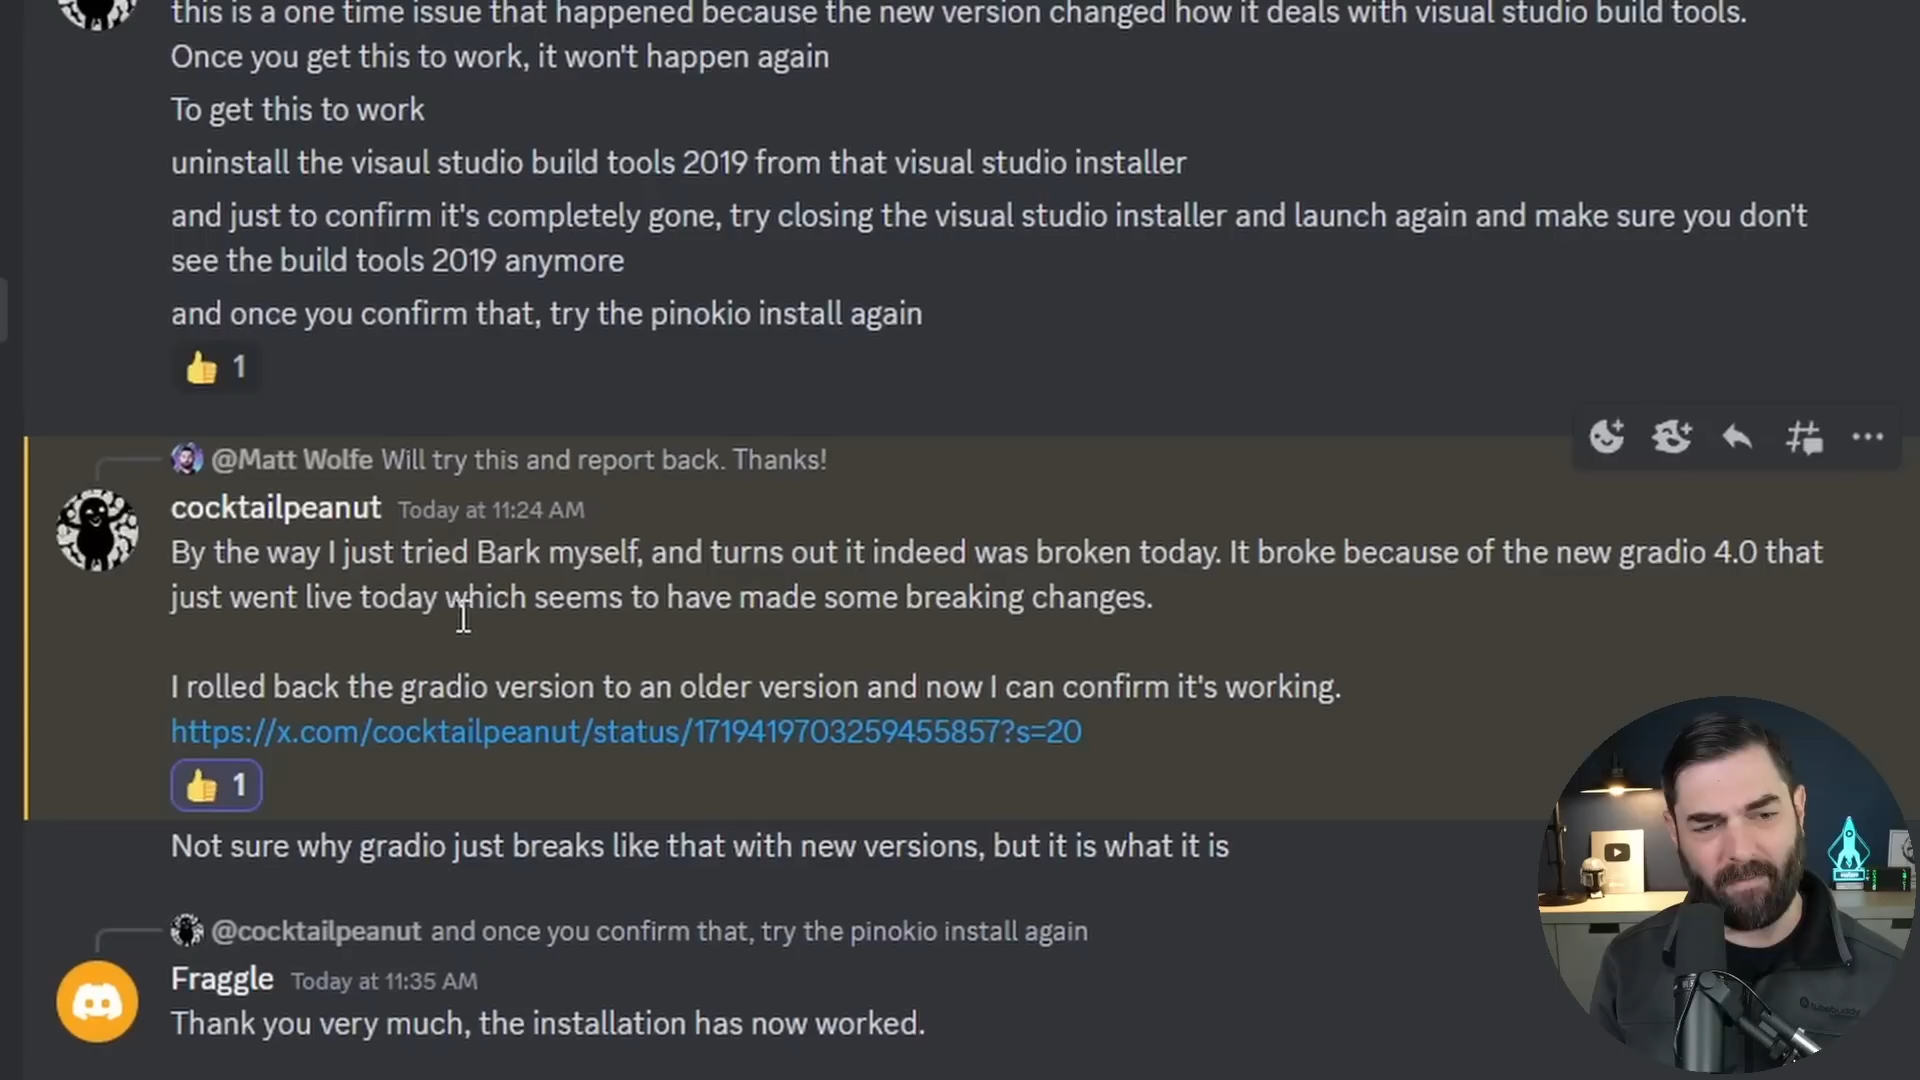 this is a one time issue that happened because the new version changed how it deals with visual studio build tools.
Once you get this to work, it won't happen again
To get this to work
uninstall the visaul studio build tools 2019 from that visual studio installer
and just to confirm it's completely gone, try closing the visual studio installer and launch again and make sure you don't
see the build tools 2019 anymore
and once you confirm that, try the pinokio install again
👍 1
@Matt Wolfe Will try this and report back. Thanks!
cocktailpeanut Today at 11:24 AM
By the way I just tried Bark myself, and turns out it indeed was broken today. It broke because of the new gradio 4.0 that
just went live today which seems to have made some breaking changes.
I rolled back the gradio version to an older version and now I can confirm it's working.
https://x.com/cocktailpeanut/status/1719419703259455857?s=20
👍 1
Not sure why gradio just breaks like that with new versions, but it is what it is
@cocktailpeanut and once you confirm that, try the pinokio install again
Fraggle Today at 11:35 AM
Thank you very much, the installation has now worked.